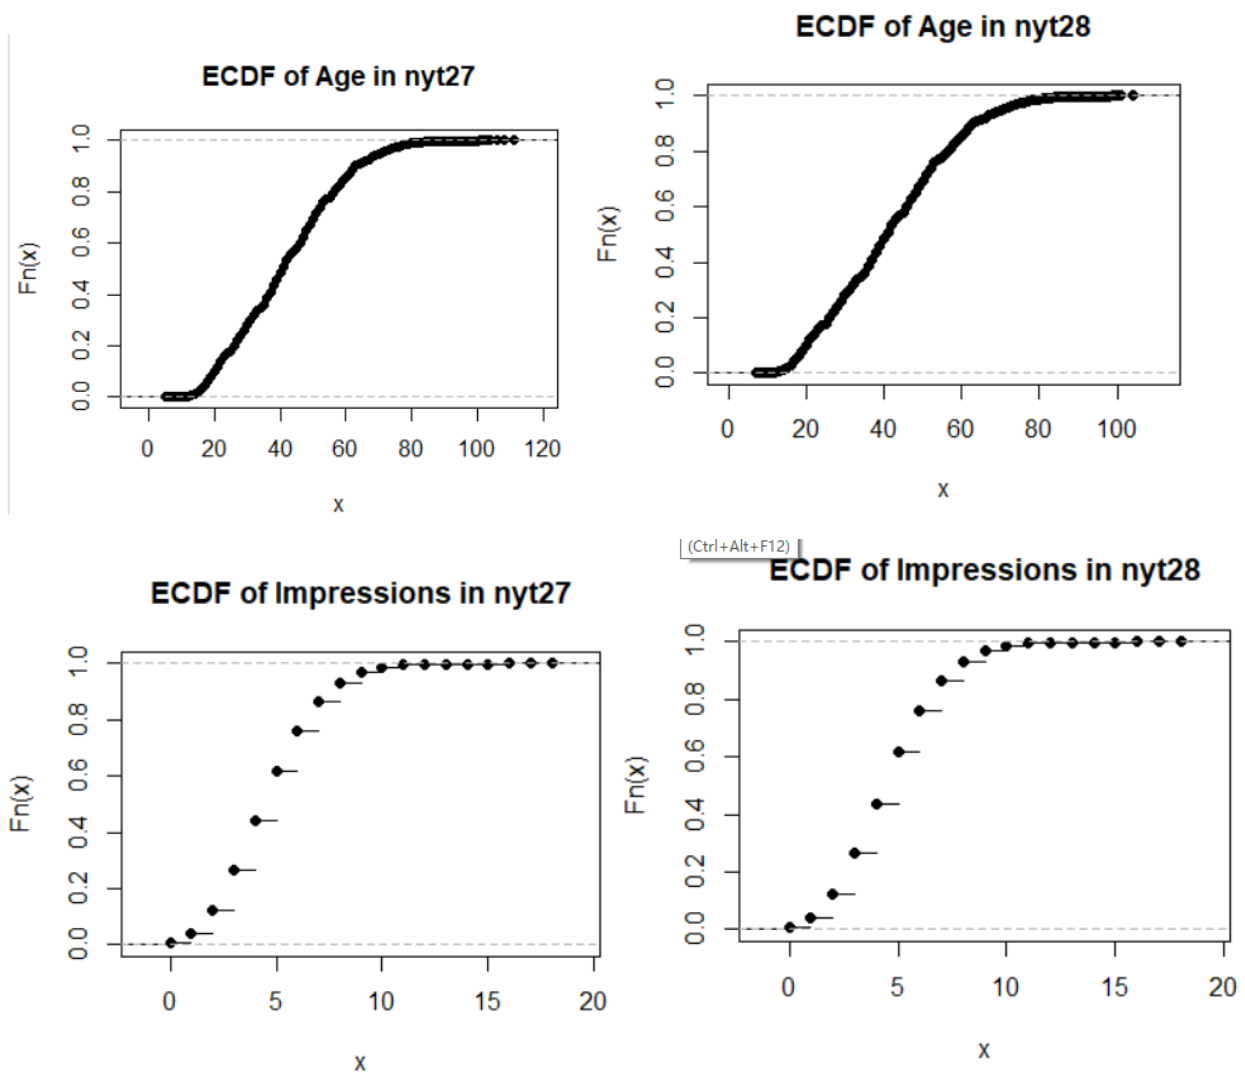 ECDF of Age in nyt27
Fn(x)
0.0 0.2 0.4 0.6 0.8 1.0
0 20 40 60 80 100 120
x
ECDF of Age in nyt28
Fn(x)
0.0 0.2 0.4 0.6 0.8 1.0
0 20 40 60 80 100
x
ECDF of Impressions in nyt27
Fn(x)
0.0 0.2 0.4 0.6 0.8 1.0
0 5 10 15 20
x
(Ctrl+Alt+F12)
ECDF of Impressions in nyt28
Fn(x)
0.0 0.2 0.4 0.6 0.8 1.0
0 5 10 15 20
x